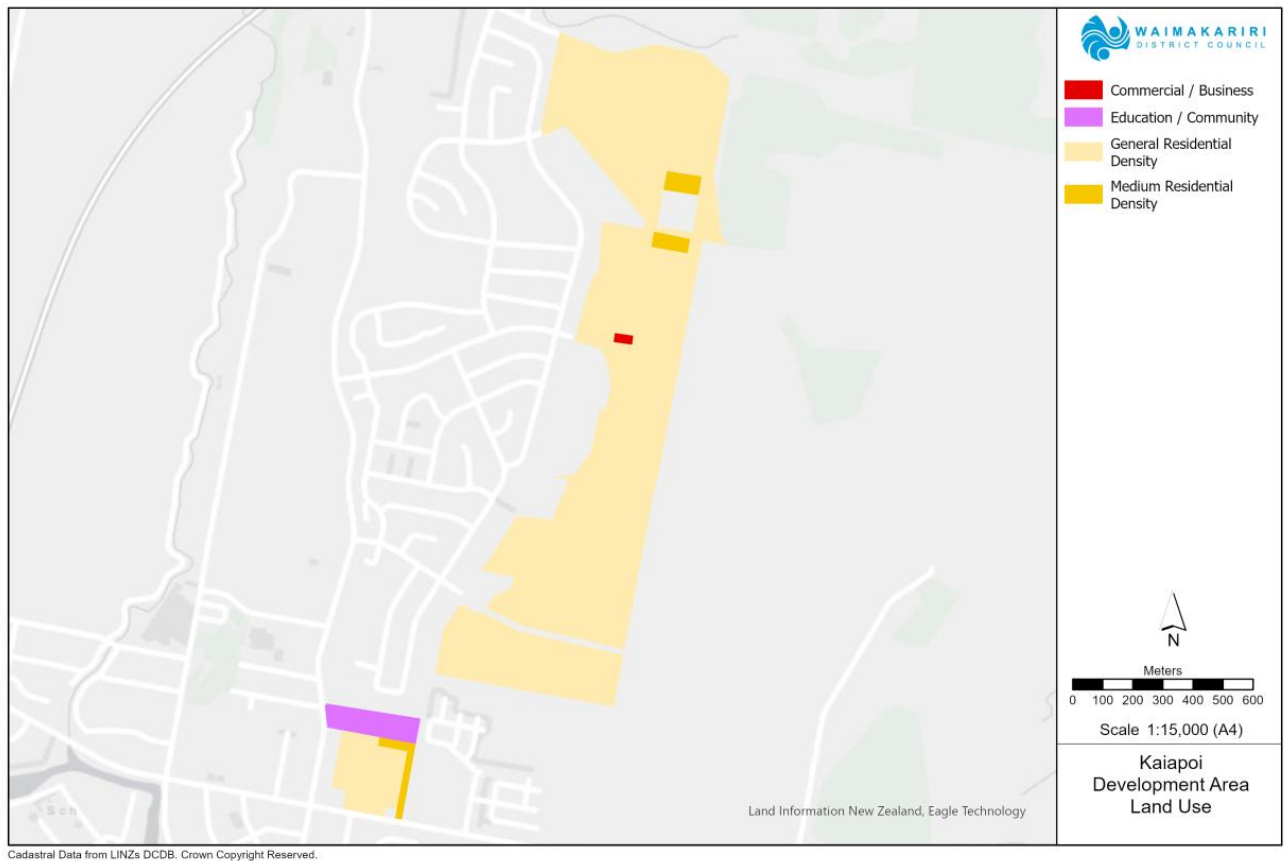 WAIMAKARIRI
DISTRICT COUNCIL
Commercial / Business
Education / Community
General Residential
Density
Medium Residential
Density
N
Meters
0 100 200 300 400 500 600
Scale 1:15,000 (A4)
Kaiapoi
Development Area
Land Use
Sch
Land Information New Zealand, Eagle Technology
Cadastral Data from LINZs DCDB. Crown Copyright Reserved.